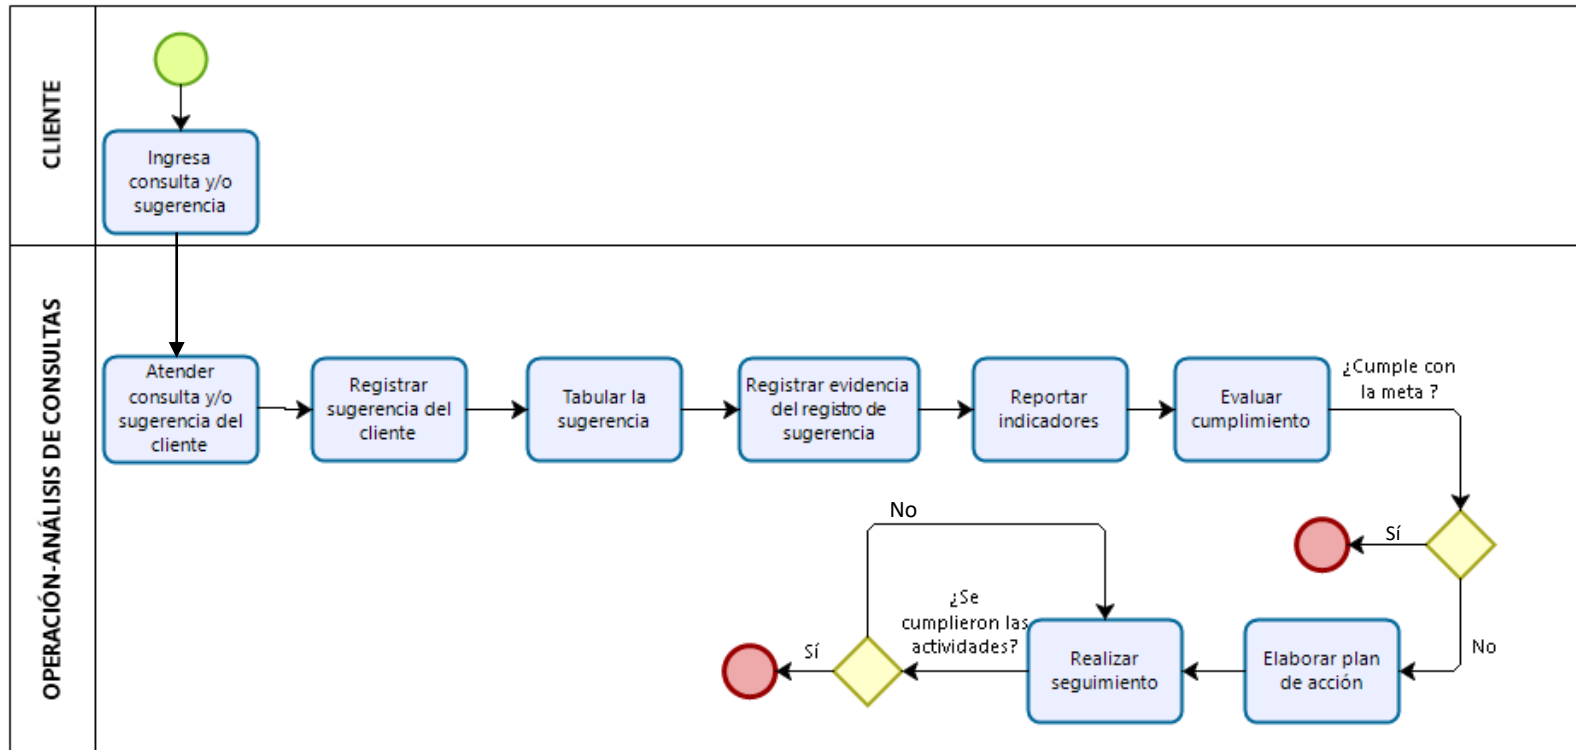 CLIENTE
Ingresa
consulta y/o
sugerencia
OPERACIÓN-ANÁLISIS DE CONSULTAS
Atender
consulta y/o
sugerencia del
cliente
Registrar
sugerencia del
cliente
Tabular la
sugerencia
Registrar evidencia
del registro de
sugerencia
Reportar
indicadores
Evaluar
cumplimiento
¿Cumple con
la meta ?
Sí
No
Elaborar plan
de acción
Realizar
seguimiento
¿Se
cumplieron las
actividades?
No
Sí